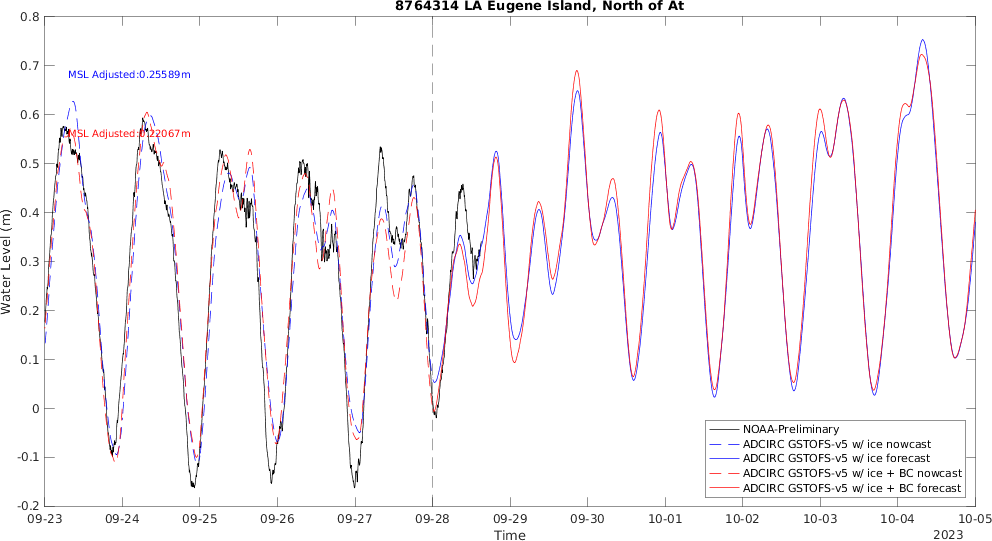 8764314 LA Eugene Island, North of At
0.8
0.7
0.6
0.5
0.4
0.3
0.2
0.1
0
-0.1
-0.2
Water Level (m)
MSL Adjusted:0.25589m
MSL Adjusted:0.22067m
NOAA-Preliminary
ADCIRC GSTOFS-v5 w/ ice nowcast
ADCIRC GSTOFS-v5 w/ ice forecast
ADCIRC GSTOFS-v5 w/ ice + BC nowcast
ADCIRC GSTOFS-v5 w/ ice + BC forecast
09-23 09-24 09-25 09-26 09-27 09-28 09-29 09-30 10-01 10-02 10-03 10-04 10-05
Time
2023